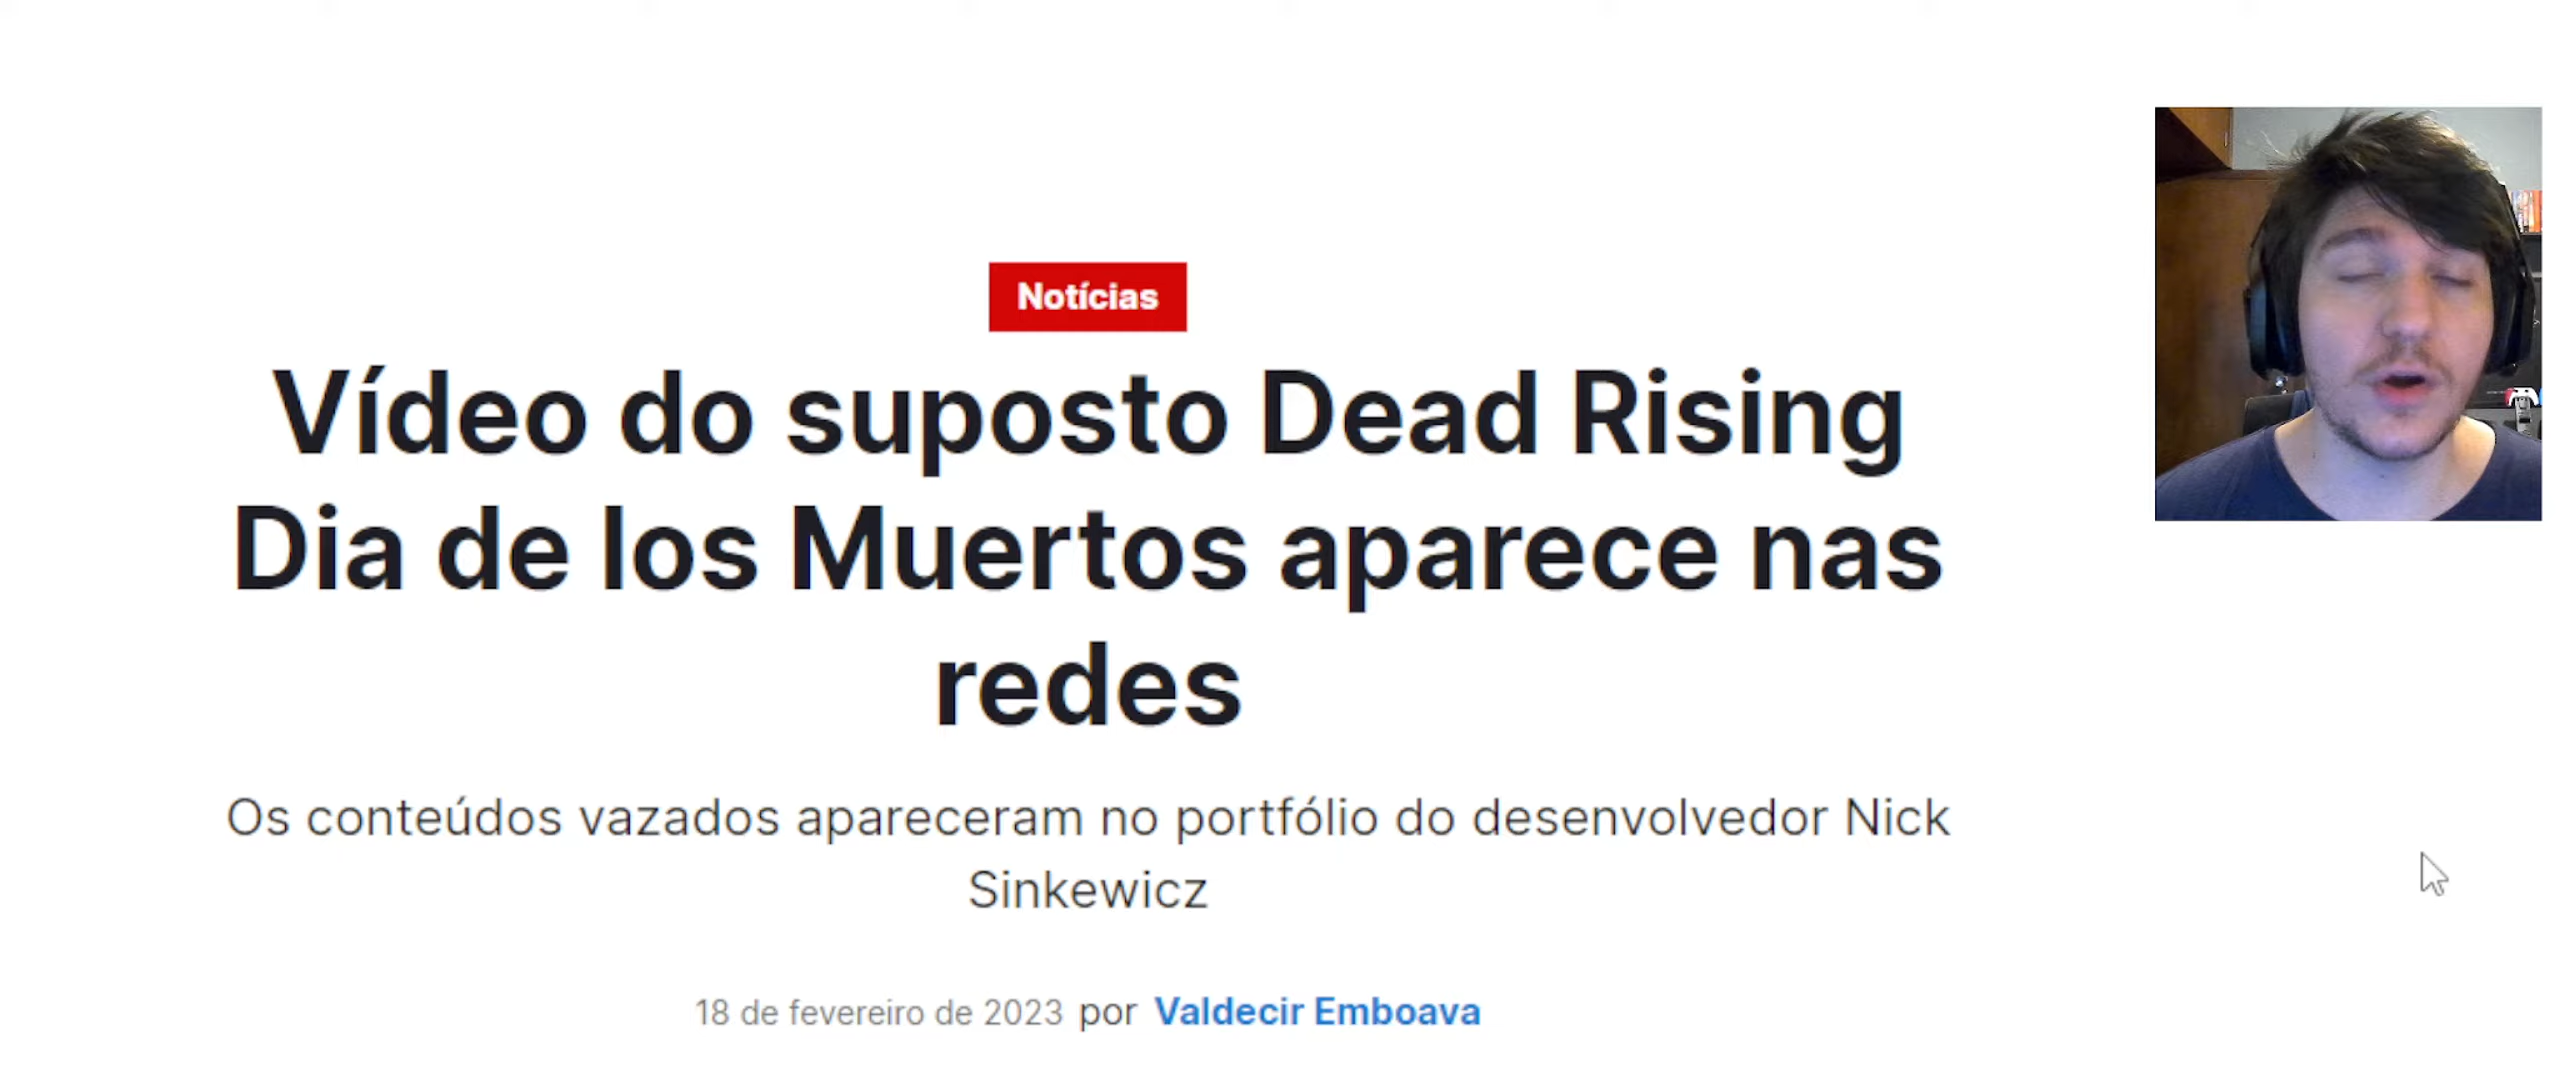 Notícias
Vídeo do suposto Dead Rising
Dia de los Muertos aparece nas
redes
Os conteúdos vazados apareceram no portfólio do desenvolvedor Nick
Sinkewicz
18 de fevereiro de 2023 por Valdecir Emboava